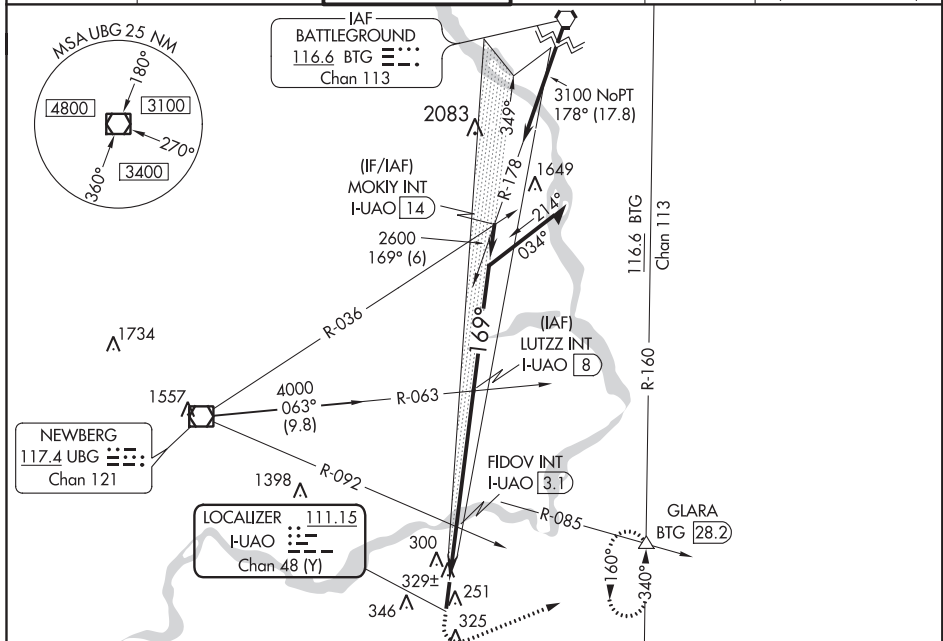 MSA UBG 25 NM
180°
4800
3100
270°
360°
3400
IAF
BATTLEGROUND
116.6 BTG
Chan 113
3100 NoPT
178° (17.8)
349°
2083
R-178
(IF/IAF)
MOKIY INT
I-UAO 14
1649
214°
034°
2600
169° (6)
116.6 BTG
Chan 113
R-036
169°
(IAF)
LUTZZ INT
I-UAO 8
1734
R-160
4000
063°
(9.8)
R-063
1557
NEWBERG
117.4 UBG
Chan 121
R-092
1398
FIDOV INT
I-UAO 3.1
R-085
GLARA
BTG 28.2
LOCALIZER 111.15
I-UAO
Chan 48 (Y)
300
329±
251
346
325
160°
340°